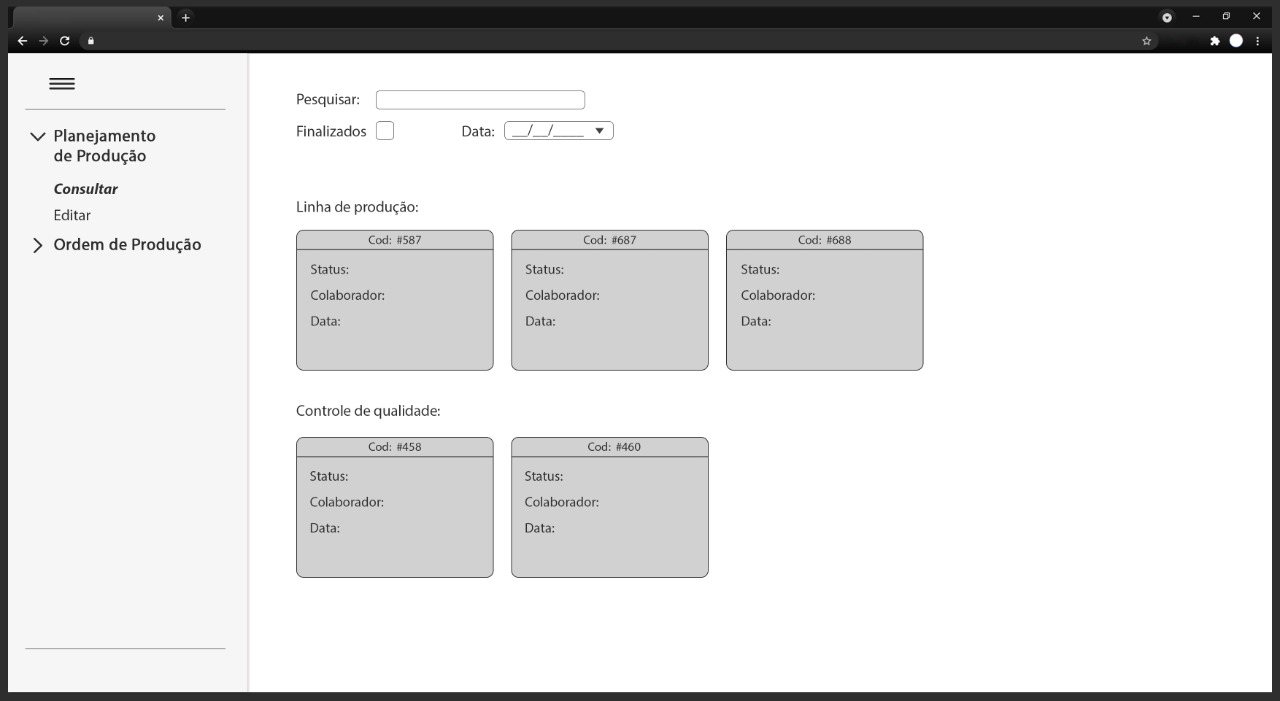 Pesquisar:
Finalizados
Data: __/__/____
Planejamento
de Produção
Consultar
Editar
Ordem de Produção
Linha de produção:
Cod: #587
Status:
Colaborador:
Data:
Cod: #687
Status:
Colaborador:
Data:
Cod: #688
Status:
Colaborador:
Data:
Controle de qualidade:
Cod: #458
Status:
Colaborador:
Data:
Cod: #460
Status:
Colaborador:
Data: